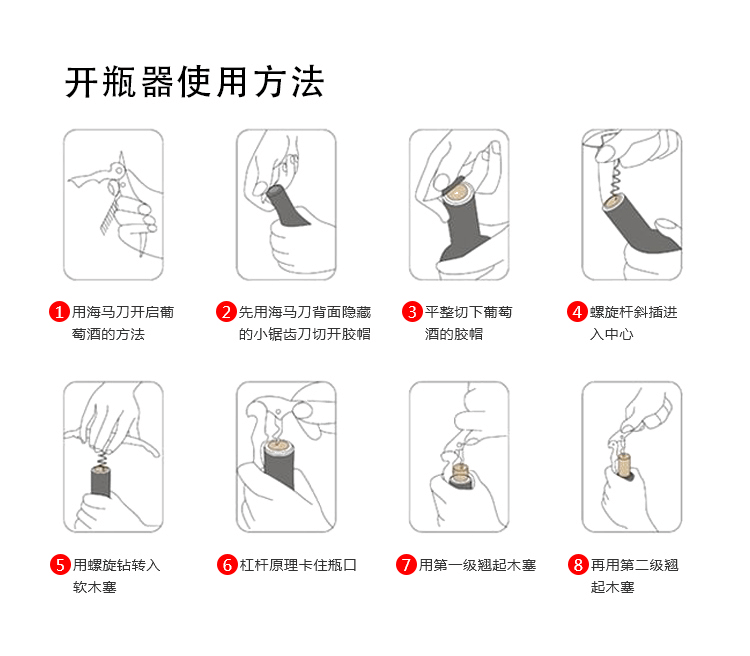 开瓶器使用方法
1 用海马刀开启葡
萄酒的方法
2 先用海马刀背面隐藏
的小锯齿刀切开胶帽
3 平整切下葡萄
酒的胶帽
4 螺旋杆斜插进
入中心
5 用螺旋钻转入
软木塞
6 杠杆原理卡住瓶口
7 用第一级翘起木塞
8 再用第二级翘
起木塞